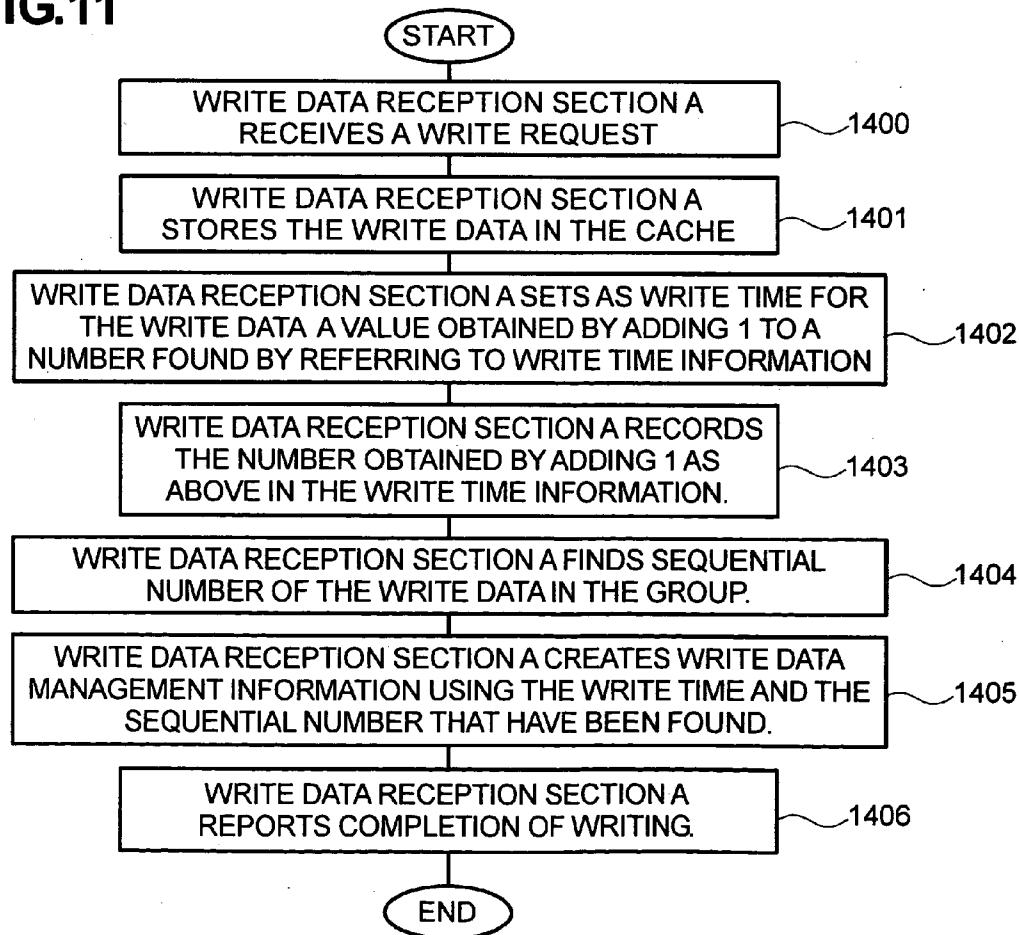 IG.11
START
WRITE DATA RECEPTION SECTION A
RECEIVES A WRITE REQUEST
1400
WRITE DATA RECEPTION SECTION A
STORES THE WRITE DATA IN THE CACHE
1401
WRITE DATA RECEPTION SECTION A SETS AS WRITE TIME FOR
THE WRITE DATA A VALUE OBTAINED BY ADDING 1 TO A
NUMBER FOUND BY REFERRING TO WRITE TIME INFORMATION
1402
WRITE DATA RECEPTION SECTION A RECORDS
THE NUMBER OBTAINED BY ADDING 1 AS
ABOVE IN THE WRITE TIME INFORMATION.
1403
WRITE DATA RECEPTION SECTION A FINDS SEQUENTIAL
NUMBER OF THE WRITE DATA IN THE GROUP.
1404
WRITE DATA RECEPTION SECTION A CREATES WRITE DATA
MANAGEMENT INFORMATION USING THE WRITE TIME AND THE
SEQUENTIAL NUMBER THAT HAVE BEEN FOUND.
1405
WRITE DATA RECEPTION SECTION A
REPORTS COMPLETION OF WRITING.
1406
END